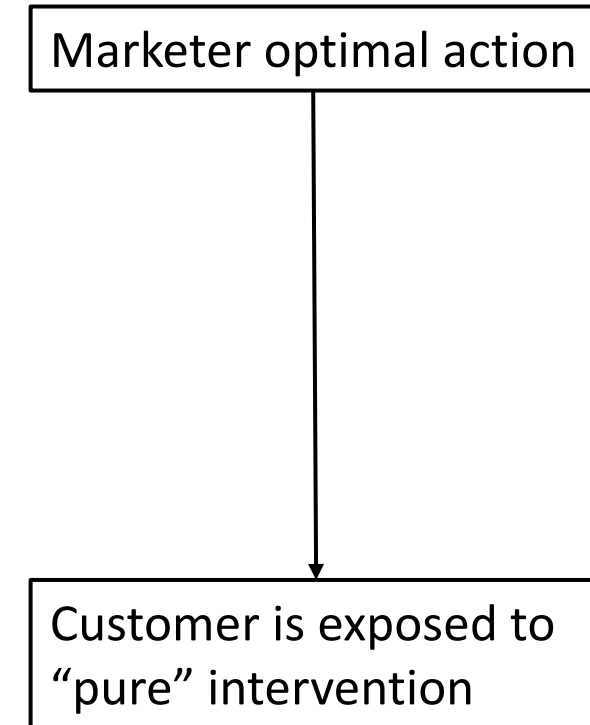 Marketer optimal action
Customer is exposed to
“pure” intervention